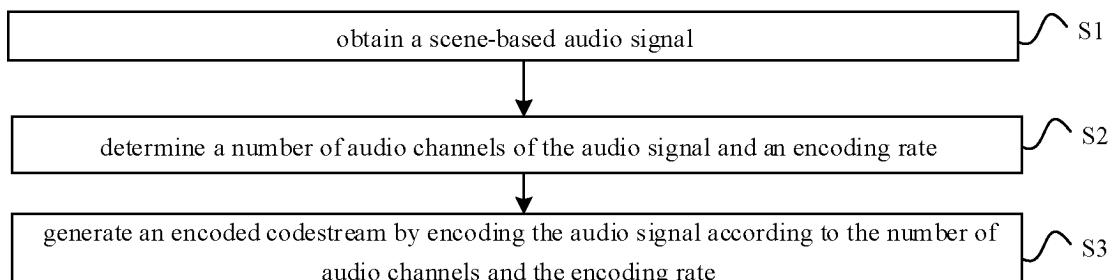 obtain a scene-based audio signal
S1
determine a number of audio channels of the audio signal and an encoding rate
S2
generate an encoded codestream by encoding the audio signal according to the number of
audio channels and the encoding rate
S3